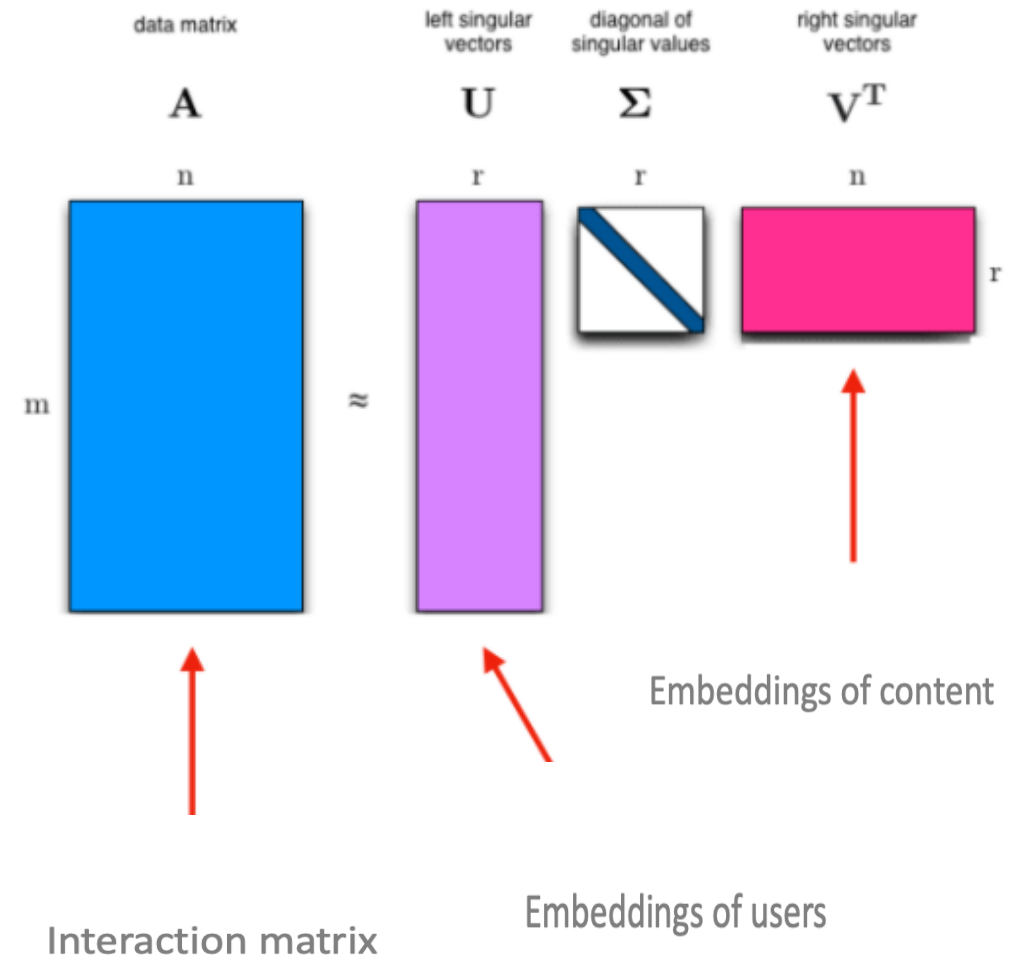 data matrix
left singular
vectors
diagonal of
singular values
right singular
vectors
A
U
Σ
V^T
n
r
r
n
r
m
≈
Embeddings of content
Embeddings of users
Interaction matrix